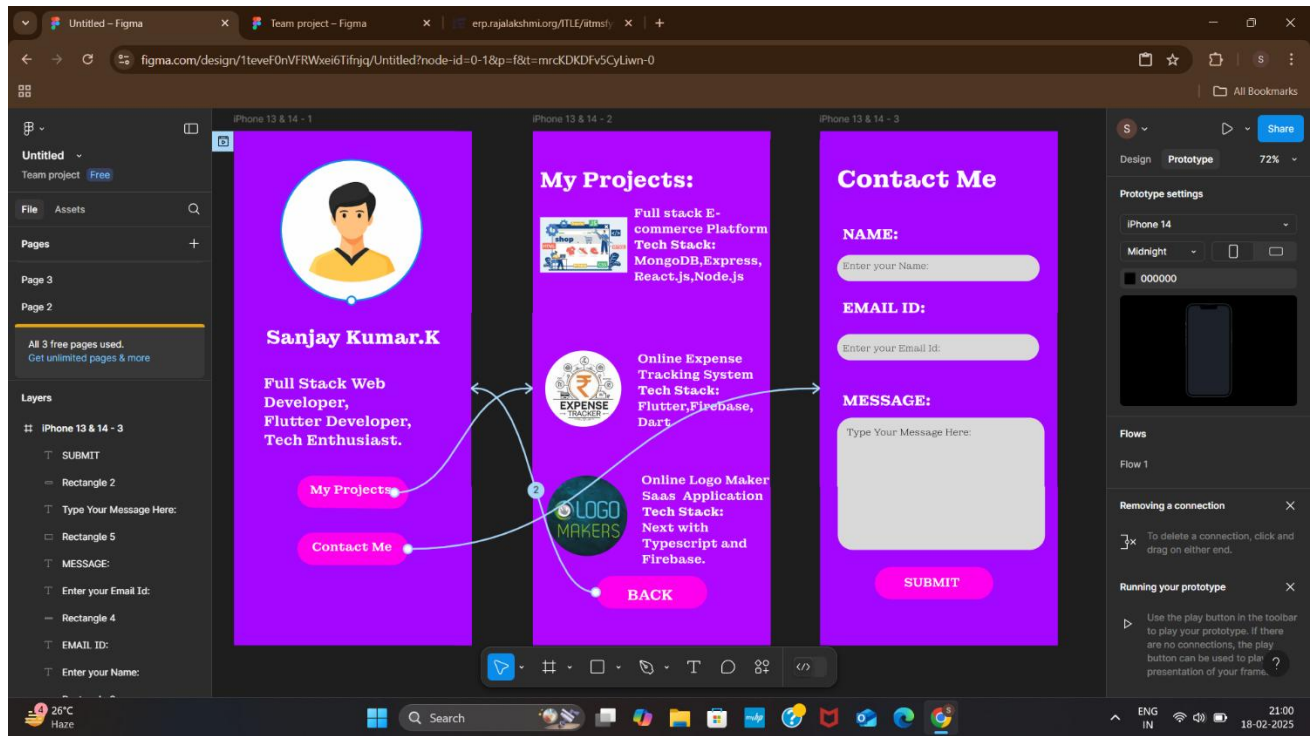 Untitled – Figma
Team project – Figma
erp.rajalakshmi.org/ITLE/iitmsfy
figma.com/design/1teveF0nVFRWxei6Tifnjq/Untitled?node-id=0-1&p=f&t=mrcKDKDFv5CyLiwn-0
S
All Bookmarks
Untitled
Team project Free
File Assets
Pages
Page 3
Page 2
All 3 free pages used.
Get unlimited pages & more
Layers
iPhone 13 & 14 - 3
SUBMIT
Rectangle 2
Type Your Message Here:
Rectangle 5
MESSAGE:
Enter your Email Id:
Rectangle 4
EMAIL ID:
Enter your Name:
iPhone 13 & 14 - 1
Sanjay Kumar.K
Full Stack Web
Developer,
Flutter Developer,
Tech Enthusiast.
My Projects
Contact Me
iPhone 13 & 14 - 2
My Projects:
shop
Full stack E-
commerce Platform
Tech Stack:
MongoDB,Express,
React.js,Node.js
EXPENSE
TRACKER
Online Expense
Tracking System
Tech Stack:
Flutter,Firebase,
Dart
2
LOGO
MAKERS
Online Logo Maker
Saas Application
Tech Stack:
Next with
Typescript and
Firebase.
BACK
iPhone 13 & 14 - 3
Contact Me
NAME:
Enter your Name:
EMAIL ID:
Enter your Email Id:
MESSAGE:
Type Your Message Here:
SUBMIT
S
Share
Design Prototype 72%
Prototype settings
iPhone 14
Midnight
000000
Flows
Flow 1
Removing a connection
To delete a connection, click and
drag on either end.
Running your prototype
Use the play button in the toolbar
to play your prototype. If there
are no connections, the play
button can be used to play
presentation of your frame
?
4
26°C
Haze
Search
ENG
IN
21:00
18-02-2025